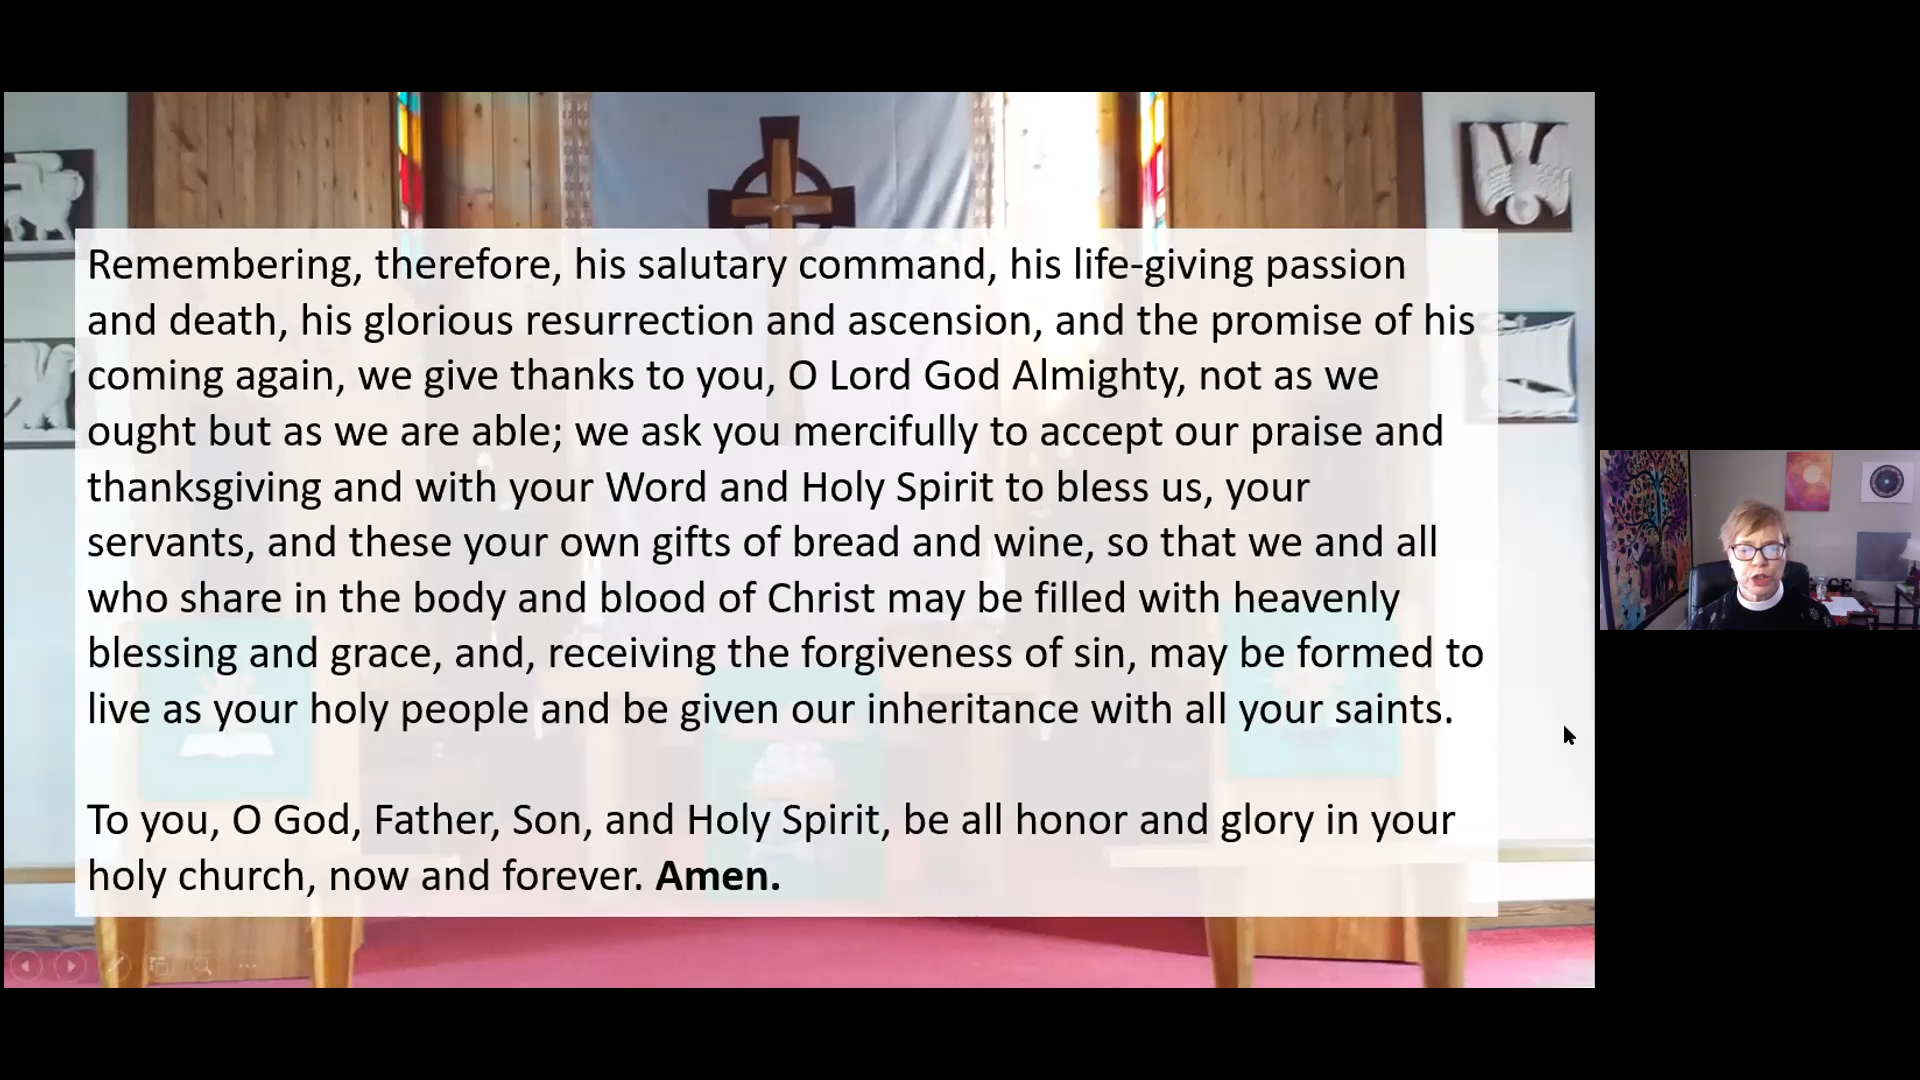 Remembering, therefore, his salutary command, his life-giving passion
and death, his glorious resurrection and ascension, and the promise of his
coming again, we give thanks to you, O Lord God Almighty, not as we
ought but as we are able; we ask you mercifully to accept our praise and
thanksgiving and with your Word and Holy Spirit to bless us, your
servants, and these your own gifts of bread and wine, so that we and all
who share in the body and blood of Christ may be filled with heavenly
blessing and grace, and, receiving the forgiveness of sin, may be formed to
live as your holy people and be given our inheritance with all your saints.
To you, O God, Father, Son, and Holy Spirit, be all honor and glory in your
holy church, now and forever. Amen.